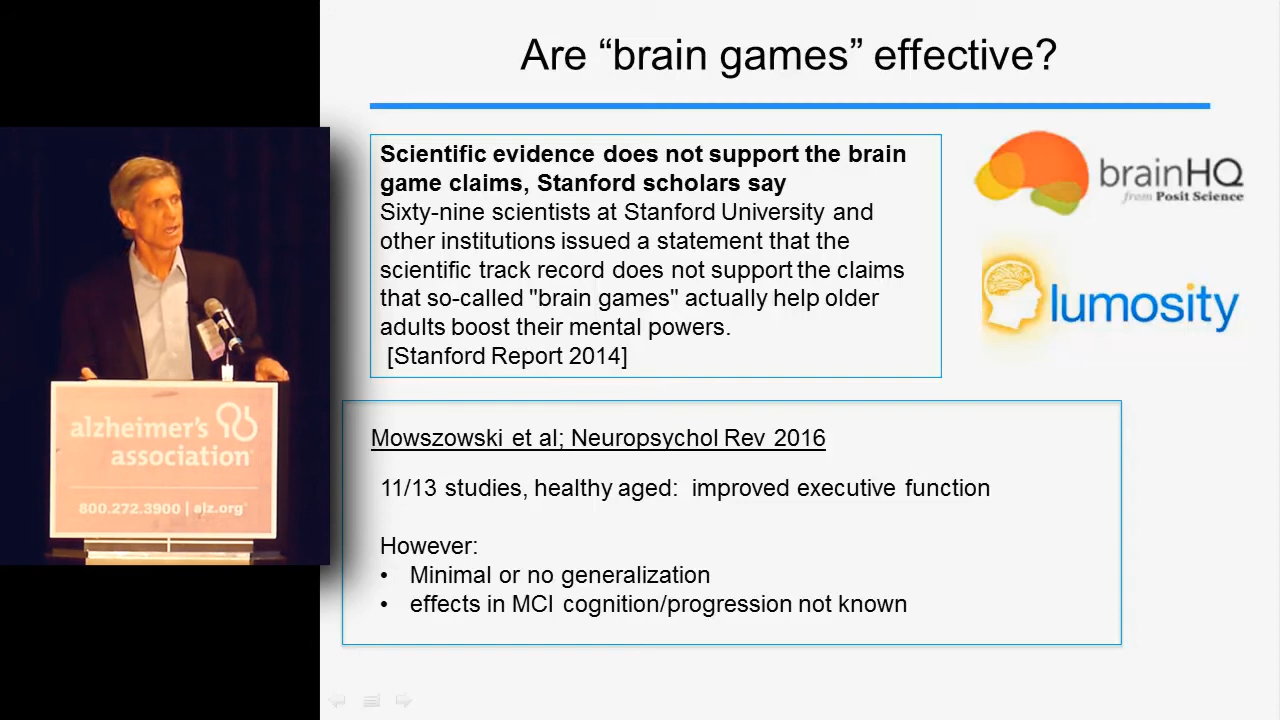 Are “brain games” effective?
Scientific evidence does not support the brain
game claims, Stanford scholars say
Sixty-nine scientists at Stanford University and
other institutions issued a statement that the
scientific track record does not support the claims
that so-called "brain games" actually help older
adults boost their mental powers.
[Stanford Report 2014]
brainHQ
from Posit Science
lumosity
Mowszowski et al; Neuropsychol Rev 2016
11/13 studies, healthy aged: improved executive function
However:
• Minimal or no generalization
• effects in MCI cognition/progression not known
alzheimer's
association
800.272.3900 | alz.org